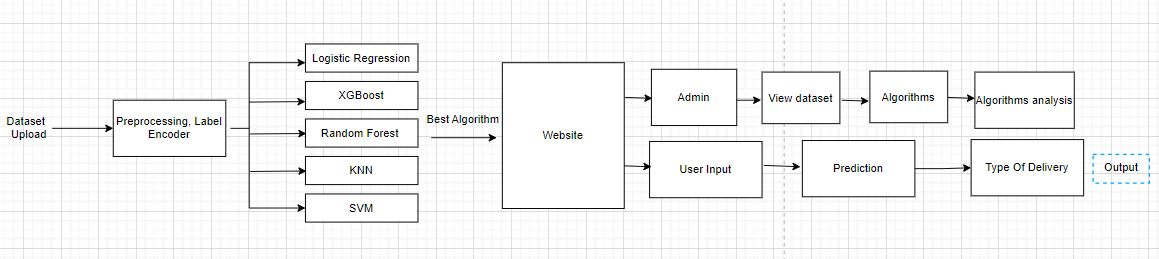 Dataset
Upload
Preprocessing, Label
Encoder
Logistic Regression
XGBoost
Random Forest
KNN
SVM
Best Algorithm
Website
Admin
View dataset
Algorithms
Algorithms analysis
User Input
Prediction
Type Of Delivery
Output